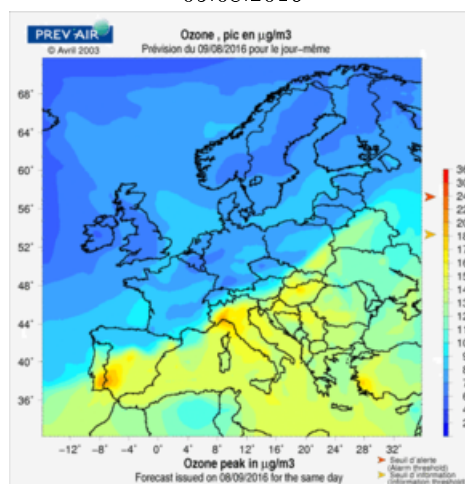 PREV'AIR
© Avril 2003
Ozone , pic en µg/m3
Prévision du 09/08/2016 pour le jour−même
68°
64°
60°
56°
52°
48°
44°
40°
36°
−12° −8° −4° 0° 4° 8° 12° 16° 20° 24° 28° 32°
Ozone peak in µg/m3
Forecast issued on 08/09/2016 for the same day
Seuil d'alerte
(Alarm threshold)
Seuil d'information
(Information threshold)